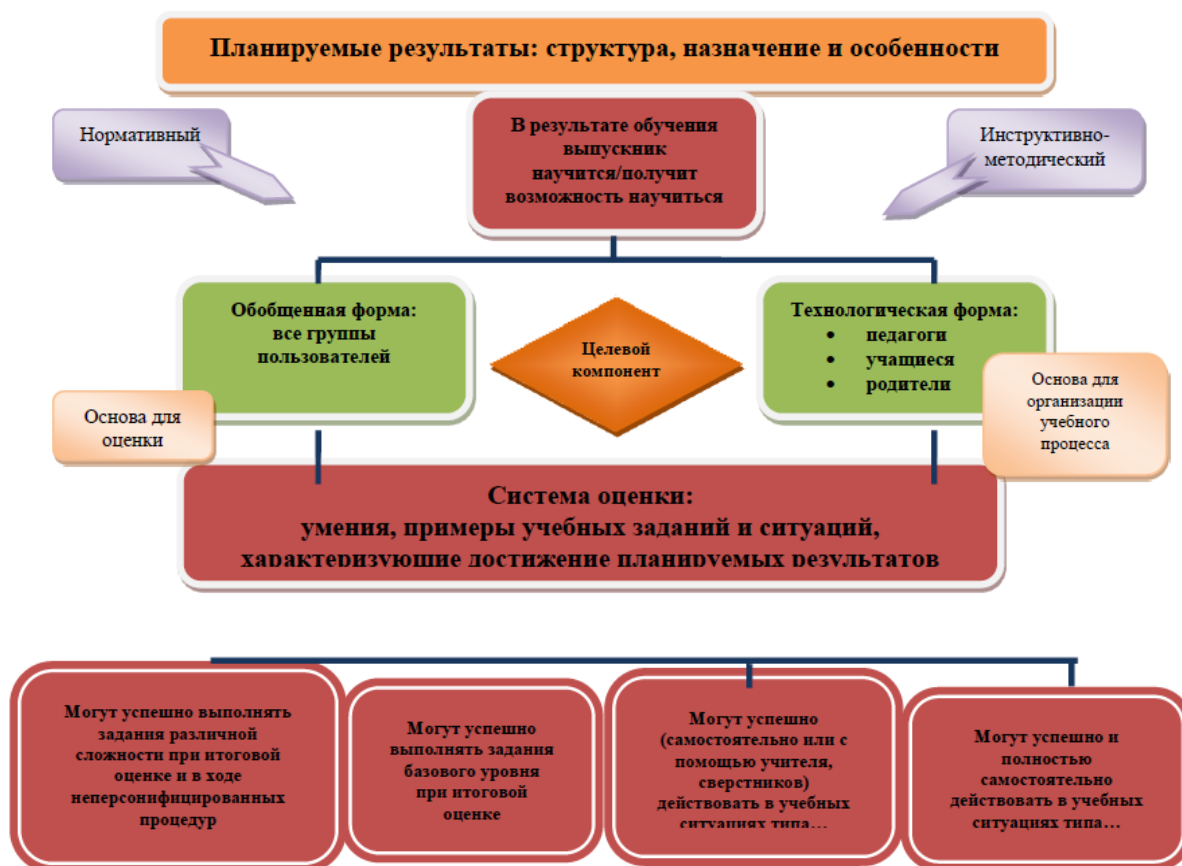 Планируемые результаты: структура, назначение и особенности
Нормативный
В результате обучения
выпускник
научится/получит
возможность научиться
Инструктивно-
методический
Обобщенная форма:
все группы
пользователей
Целевой
компонент
Технологическая форма:
• педагоги
• учащиеся
• родители
Основа для
оценки
Основа для
организации
учебного
процесса
Система оценки:
умения, примеры учебных заданий и ситуаций,
характеризующие достижение планируемых результатов
Могут успешно выполнять
задания различной
сложности при итоговой
оценке и в ходе
неперсонифицированных
процедур
Могут успешно
выполнять задания
базового уровня
при итоговой
оценке
Могут успешно
(самостоятельно или с
помощью учителя,
сверстников)
действовать в учебных
ситуациях типа…
Могут успешно и
полностью
самостоятельно
действовать в учебных
ситуациях типа…